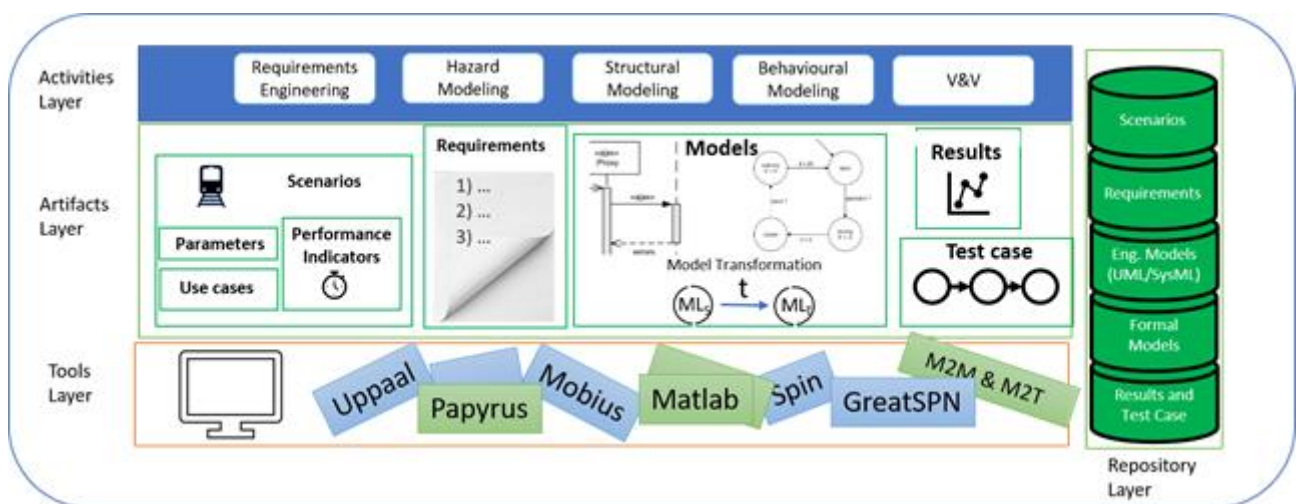 Activities
Layer
Requirements
Engineering
Hazard
Modeling
Structural
Modeling
Behavioural
Modeling
V&V
Artifacts
Layer
Scenarios
Parameters
Use cases
Performance
Indicators
Requirements
1) ...
2) ...
3) ...
Models
Model Transformation
t
MLs
MLt
Results
Test case
Tools
Layer
Uppaal
Papyrus
Mobius
Matlab
Spin
GreatSPN
M2M & M2T
Scenarios
Requirements
Eng. Models
(UML/SysML)
Formal
Models
Results and
Test Case
Repository
Layer